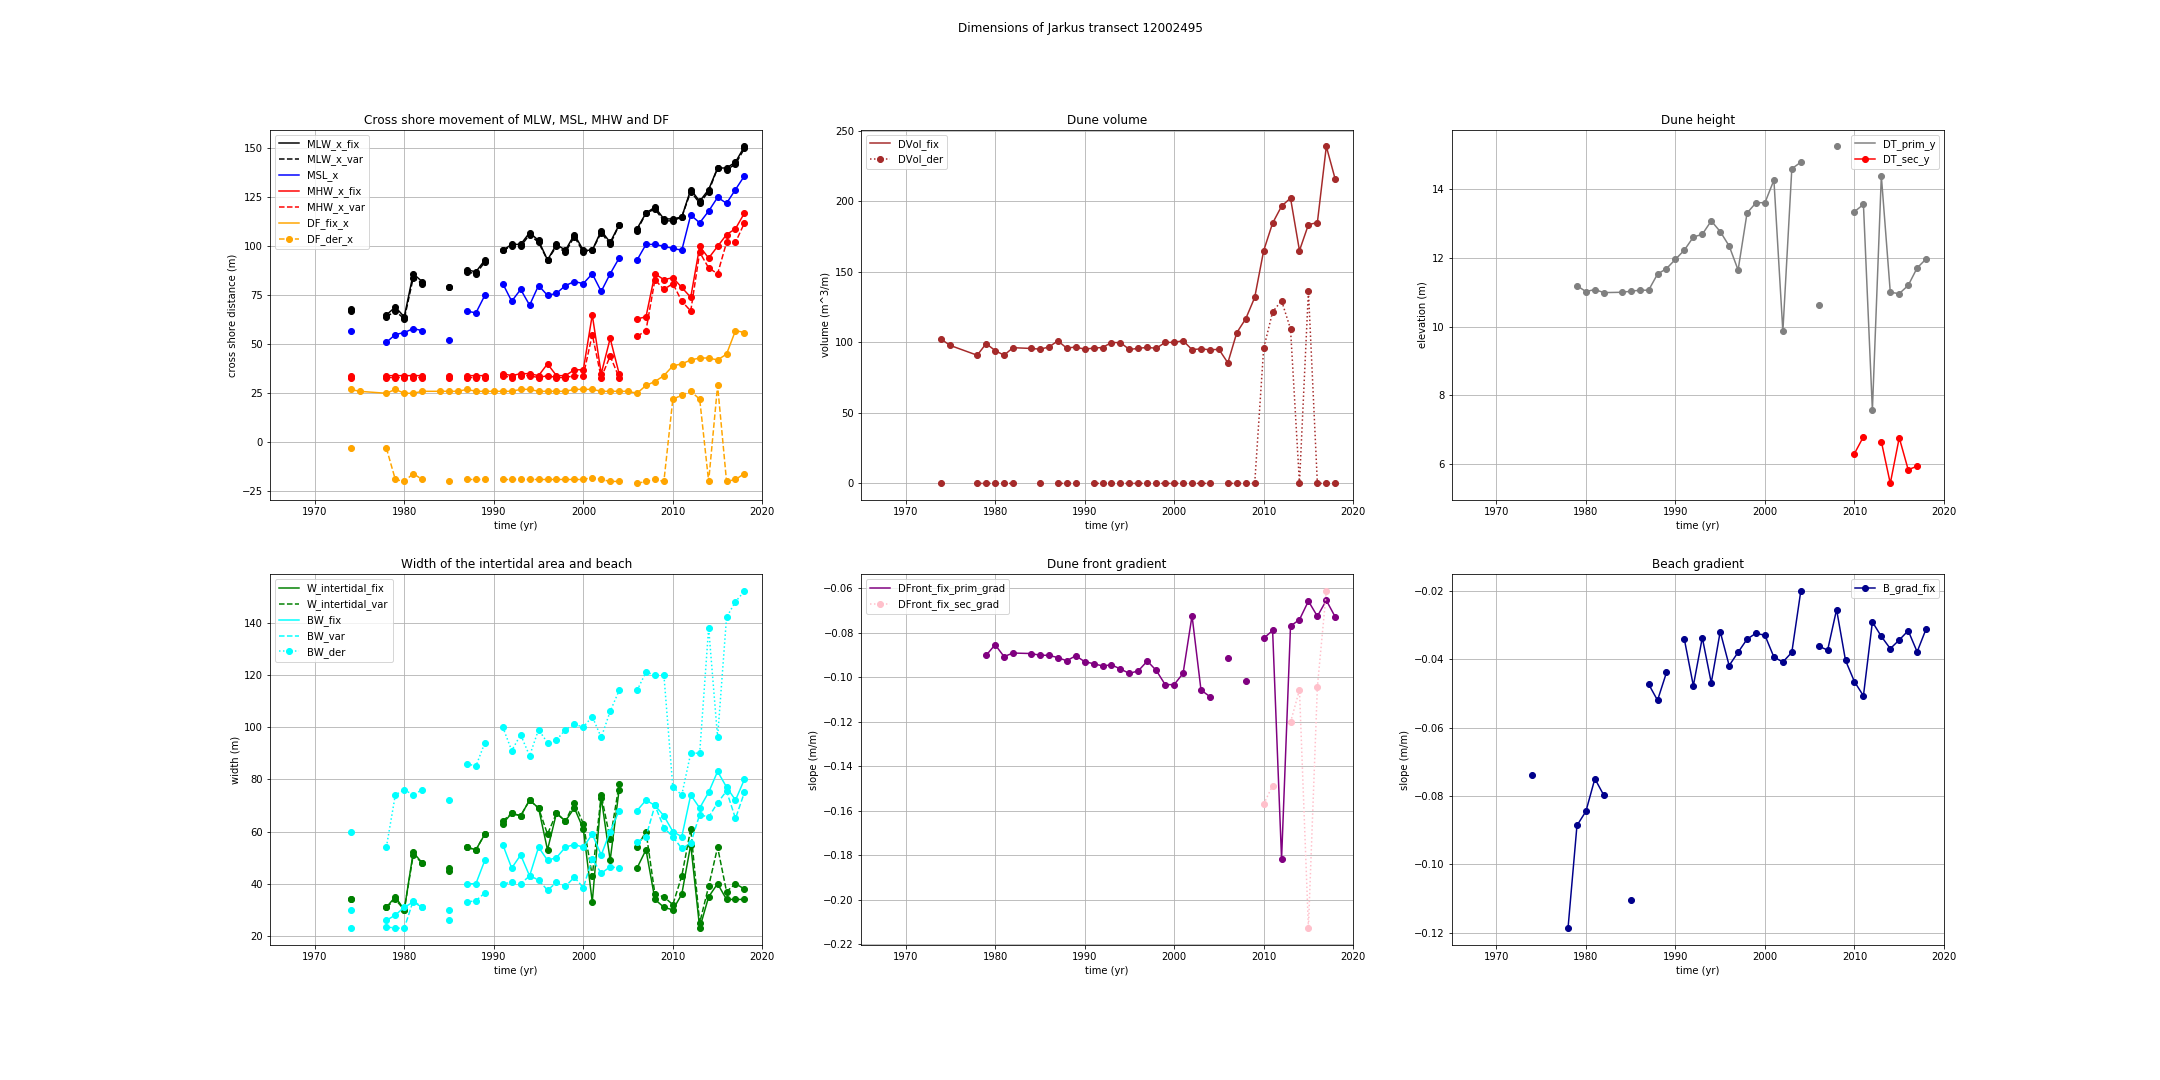 Dimensions of Jarkus transect 12002495
Cross shore movement of MLW, MSL, MHW and DF
MLW_x_fix
MLW_x_var
MSL_x
MHW_x_fix
MHW_x_var
DF_fix_x
DF_der_x
cross shore distance (m)
150
125
100
75
50
25
0
−25
1970 1980 1990 2000 2010 2020
time (yr)
Dune volume
DVol_fix
DVol_der
volume (m^3/m)
250
200
150
100
50
0
1970 1980 1990 2000 2010 2020
time (yr)
Dune height
DT_prim_y
DT_sec_y
elevation (m)
14
12
10
8
6
1970 1980 1990 2000 2010 2020
time (yr)
Width of the intertidal area and beach
W_intertidal_fix
W_intertidal_var
BW_fix
BW_var
BW_der
width (m)
140
120
100
80
60
40
20
1970 1980 1990 2000 2010 2020
time (yr)
Dune front gradient
DFront_fix_prim_grad
DFront_fix_sec_grad
slope (m/m)
−0.06
−0.08
−0.10
−0.12
−0.14
−0.16
−0.18
−0.20
−0.22
1970 1980 1990 2000 2010 2020
time (yr)
Beach gradient
B_grad_fix
slope (m/m)
−0.02
−0.04
−0.06
−0.08
−0.10
−0.12
1970 1980 1990 2000 2010 2020
time (yr)